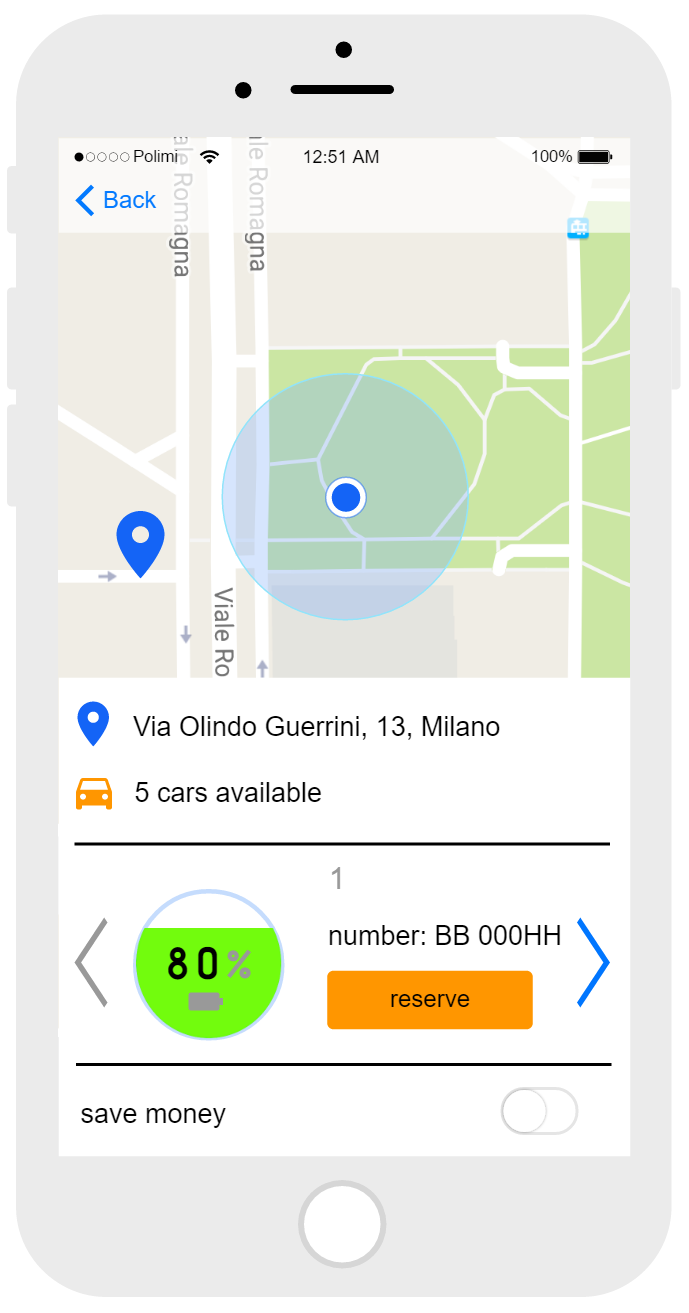 Polimi 12:51 AM 100%
Back
ale Romagna
ale Romagna
Viale Ro
Via Olindo Guerrini, 13, Milano
5 cars available
1
number: BB 000HH
80%
reserve
save money